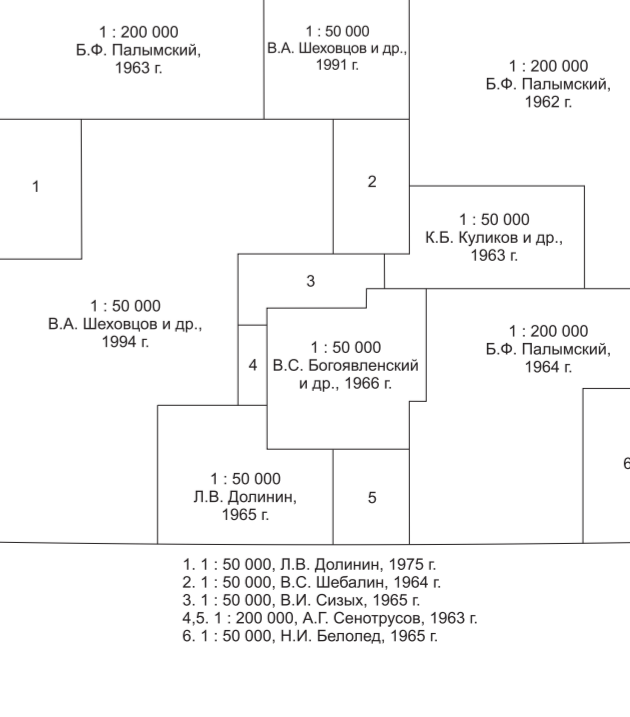 1 : 200 000
Б.Ф. Палымский,
1963 г.
1 : 50 000
В.А. Шеховцов и др.,
1991 г.
1 : 200 000
Б.Ф. Палымский,
1962 г.
1
2
1 : 50 000
К.Б. Куликов и др.,
1963 г.
3
1 : 50 000
В.А. Шеховцов и др.,
1994 г.
1 : 50 000
В.С. Богоявленский
и др., 1966 г.
1 : 200 000
Б.Ф. Палымский,
1964 г.
4
6
1 : 50 000
Л.В. Долинин,
1965 г.
5
1. 1 : 50 000, Л.В. Долинин, 1975 г.
2. 1 : 50 000, В.С. Шебалин, 1964 г.
3. 1 : 50 000, В.И. Сизых, 1965 г.
4,5. 1 : 200 000, А.Г. Сенотрусов, 1963 г.
6. 1 : 50 000, Н.И. Белолед, 1965 г.